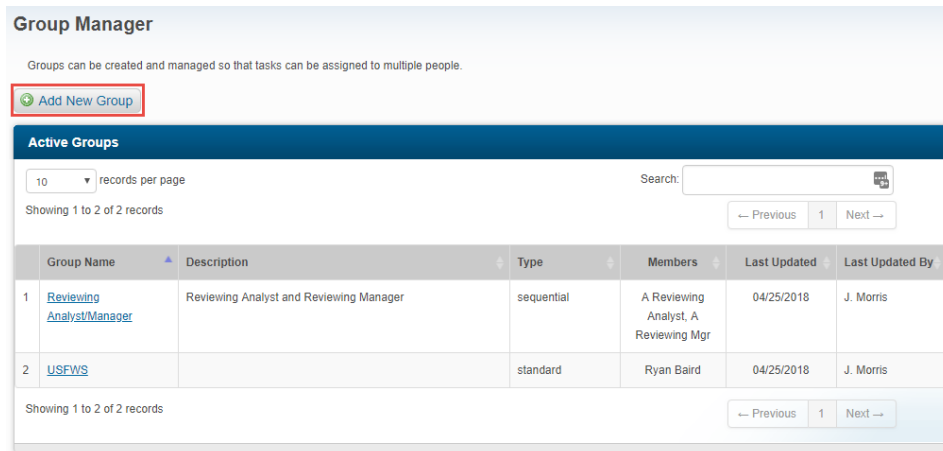 Group Manager
Groups can be created and managed so that tasks can be assigned to multiple people.
Add New Group
Active Groups
10 records per page
Search:
Showing 1 to 2 of 2 records
← Previous 1 Next →
Group Name Description Type Members Last Updated Last Updated By
1 Reviewing Analyst and Reviewing Manager sequential A Reviewing 04/25/2018 J. Morris
Analyst/Manager Analyst, A
Reviewing Mgr
2 USFWS standard Ryan Baird 04/25/2018 J. Morris
Showing 1 to 2 of 2 records
← Previous 1 Next →